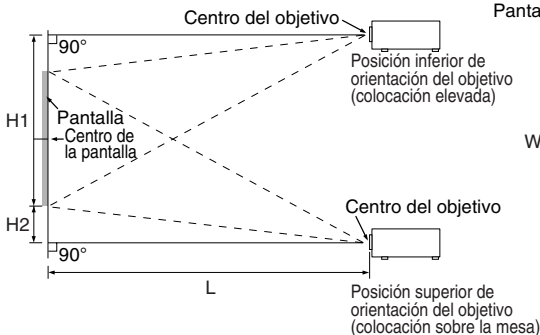 Centro del objetivo
Panta
90°
Posición inferior de
orientación del objetivo
(colocación elevada)
H1
Pantalla
Centro de
la pantalla
W
H2
Centro del objetivo
90°
L
Posición superior de
orientación del objetivo
(colocación sobre la mesa)